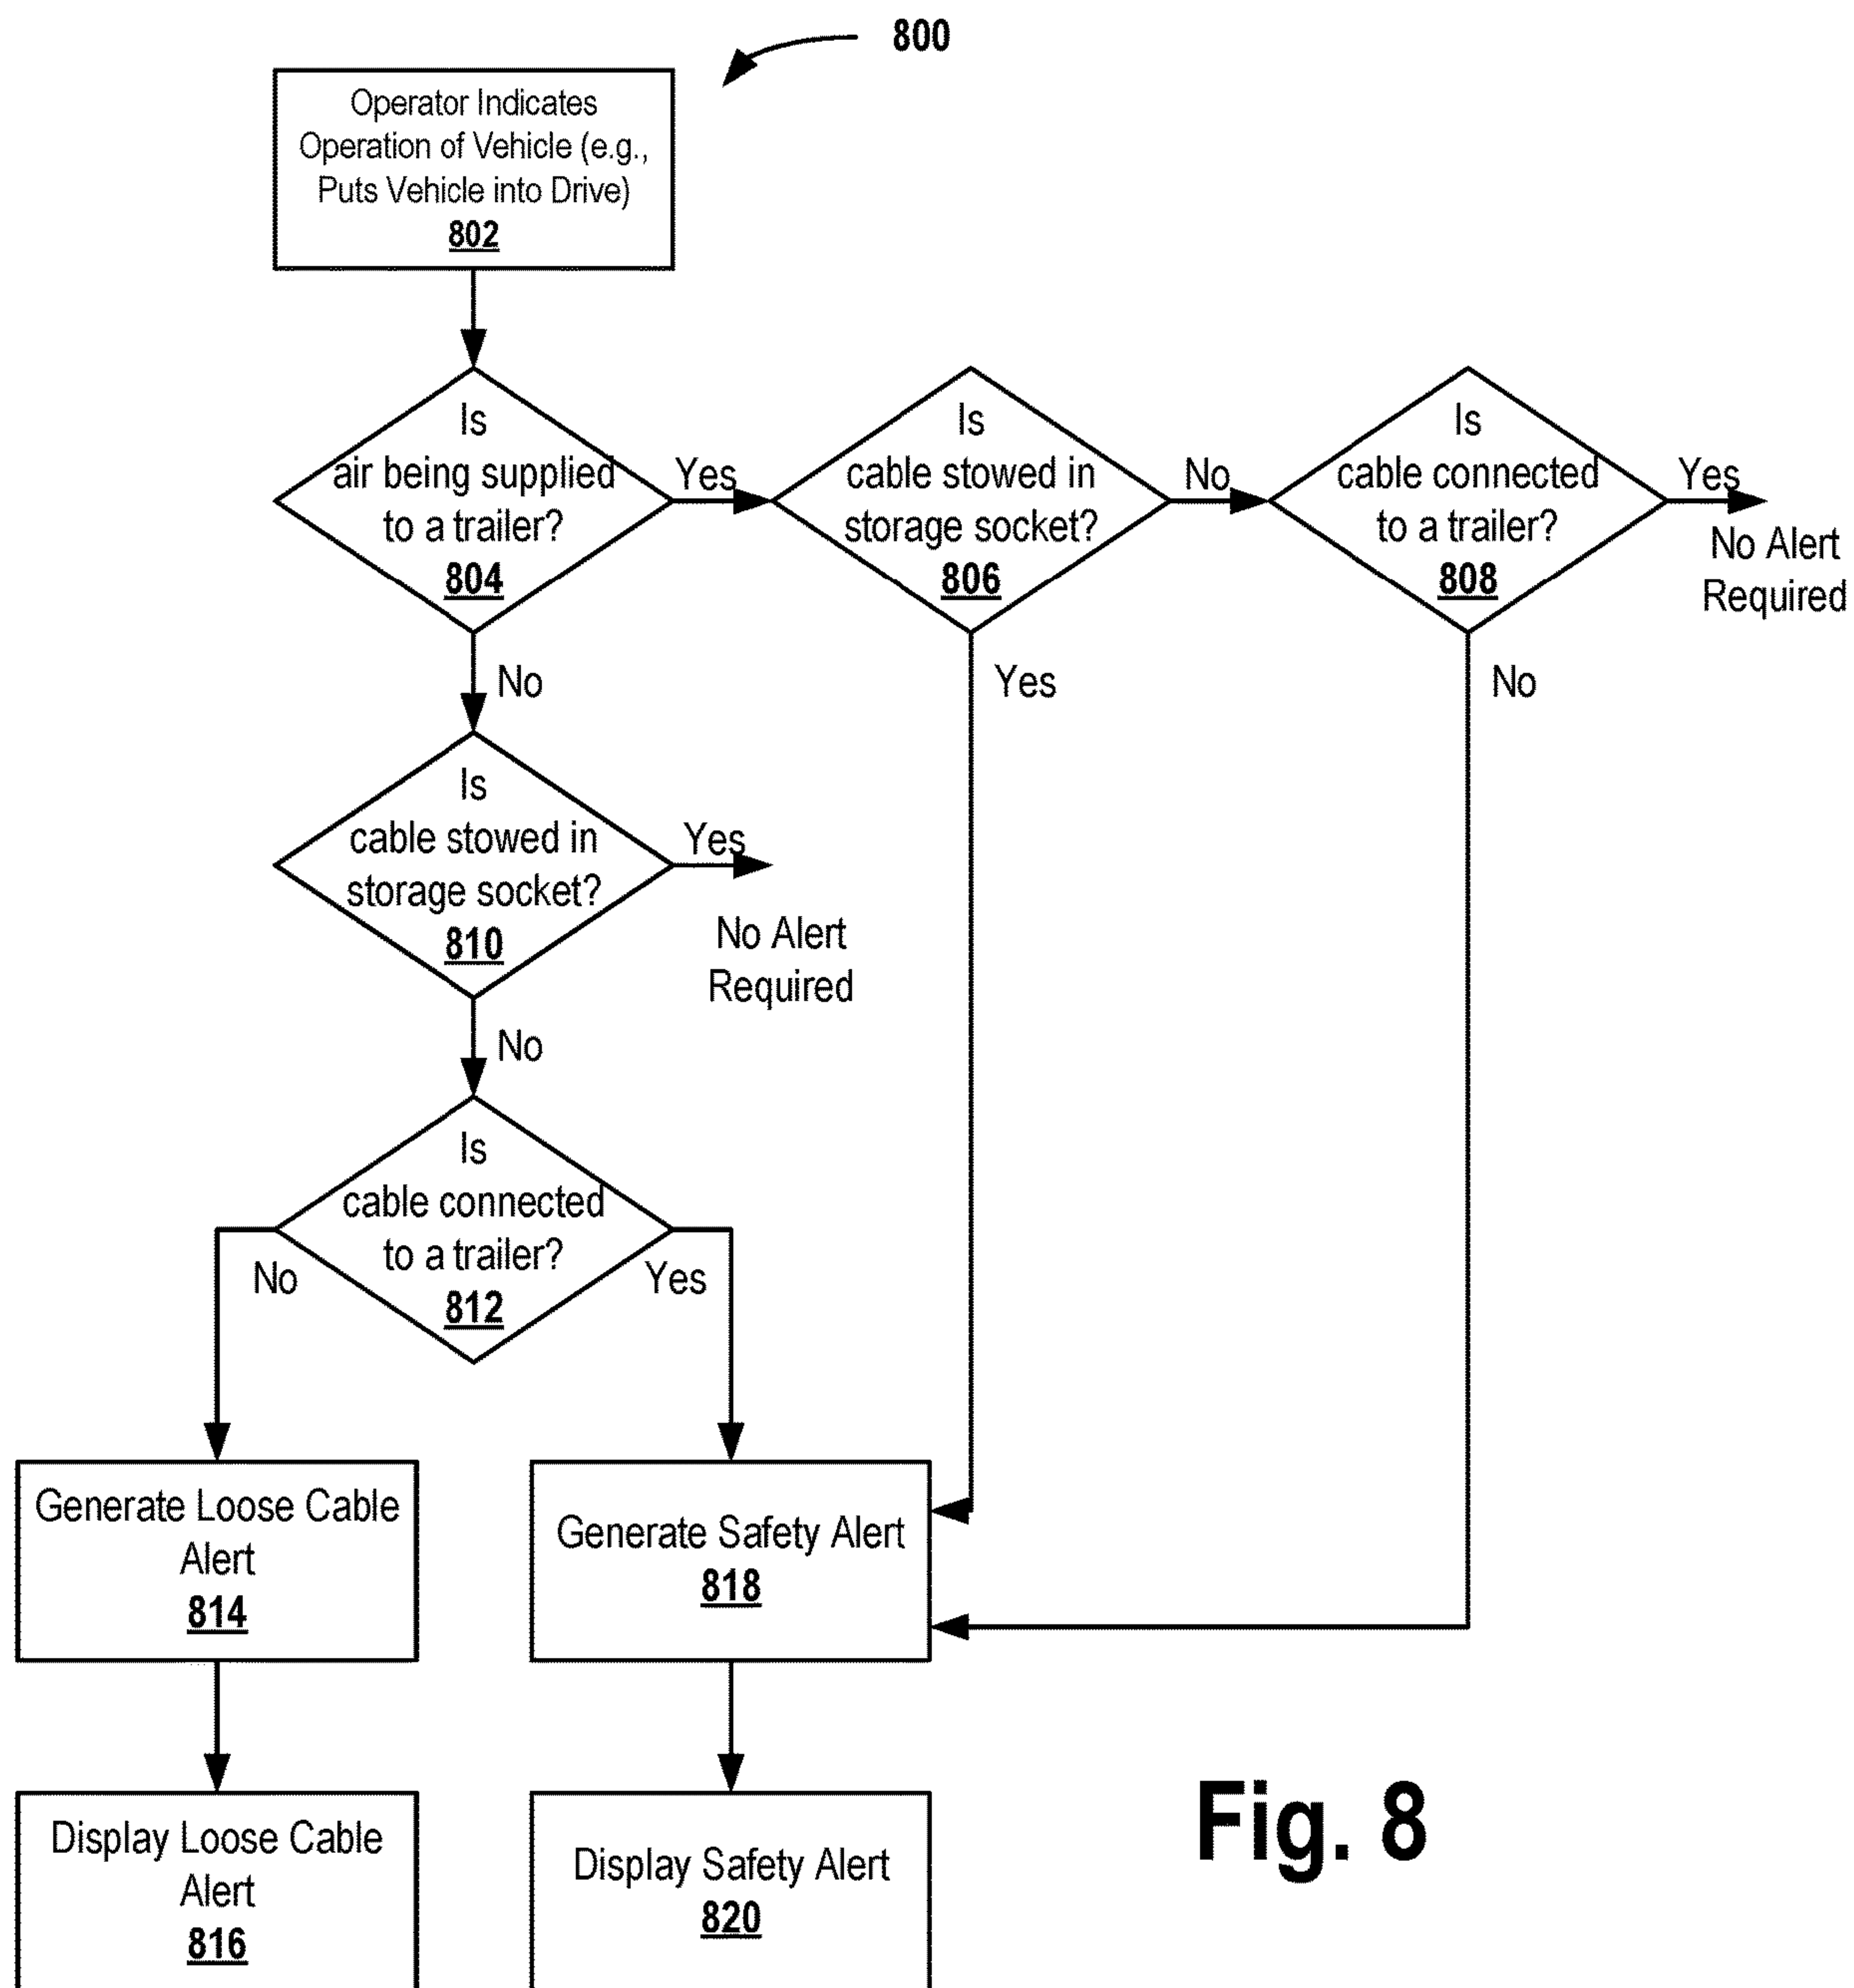 800
Operator Indicates
Operation of Vehicle (e.g.,
Puts Vehicle into Drive)
802
Is
air being supplied
to a trailer?
804
Yes
Is
cable stowed in
storage socket?
806
No
Is
cable connected
to a trailer?
808
Yes
No Alert
Required
No
Yes
No
Is
cable stowed in
storage socket?
810
Yes
No Alert
Required
No
Is
cable connected
to a trailer?
812
No
Yes
Generate Loose Cable
Alert
814
Generate Safety Alert
818
Display Loose Cable
Alert
816
Display Safety Alert
820
Fig. 8